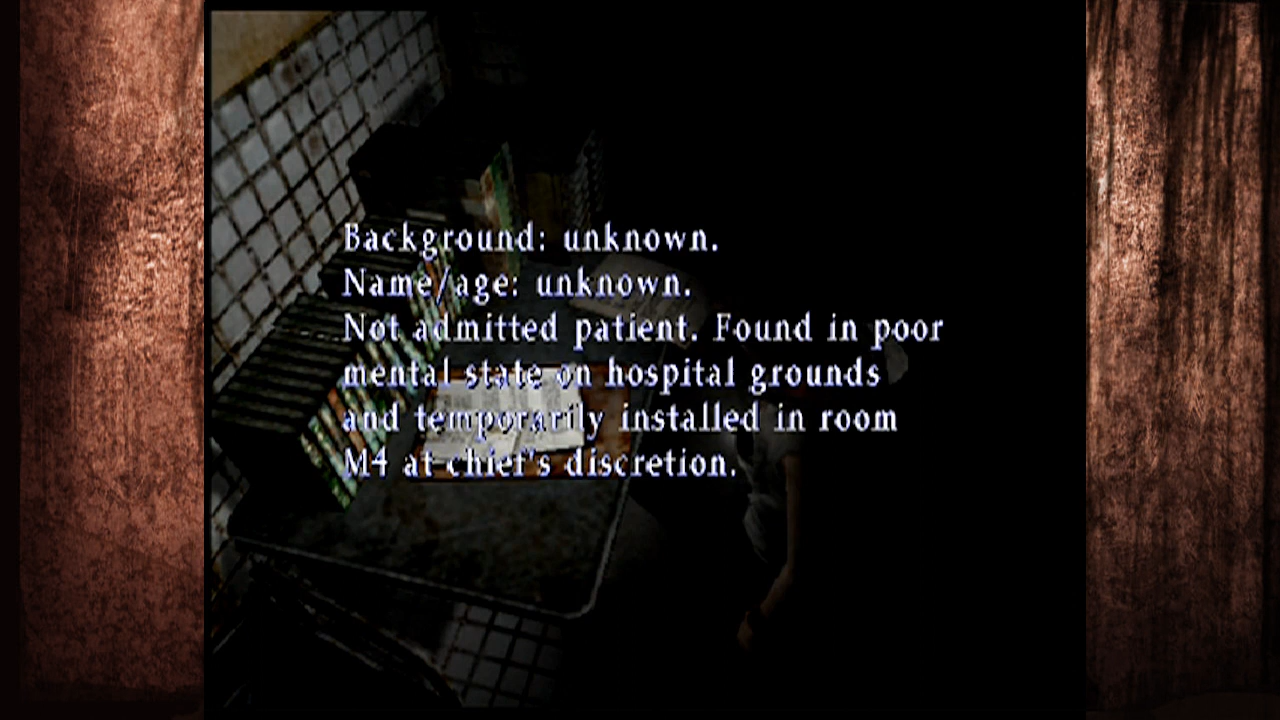 Background: unknown.
Name/age: unknown.
Not admitted patient. Found in poor
mental state on hospital grounds
and temporarily installed in room
M4 at chief's discretion.